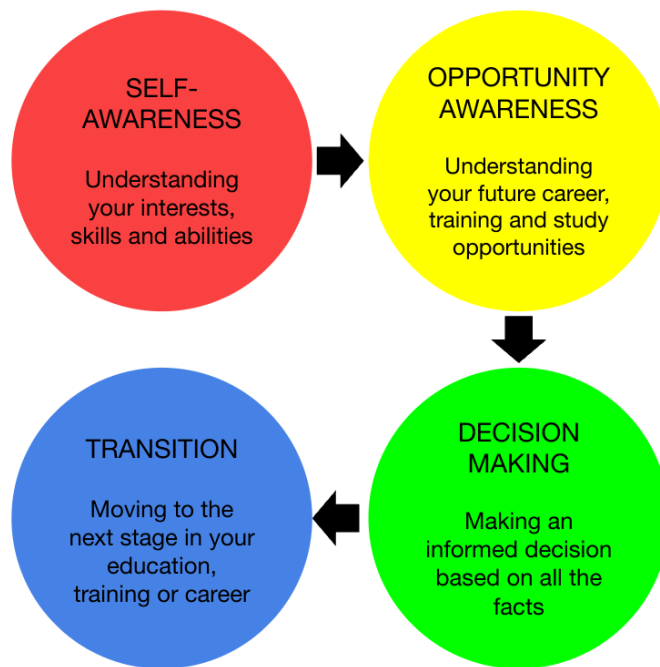 SELF-
AWARENESS
Understanding
your interests,
skills and abilities
OPPORTUNITY
AWARENESS
Understanding
your future career,
training and study
opportunities
DECISION
MAKING
Making an
informed decision
based on all the
facts
TRANSITION
Moving to the
next stage in your
education,
training or career